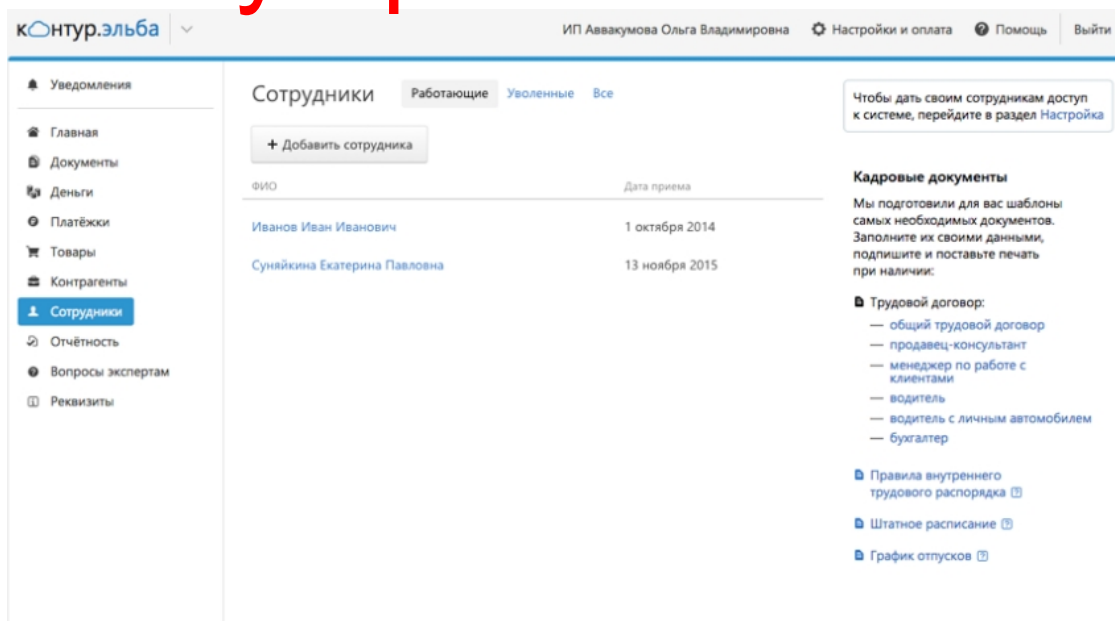 контур.эльба
ИП Аввакумова Ольга Владимировна Настройки и оплата Помощь Выйти
Уведомления
Главная
Документы
Деньги
Платёжки
Товары
Контрагенты
Сотрудники
Отчётность
Вопросы экспертам
Реквизиты
Сотрудники Работающие Уволенные Все
+ Добавить сотрудника
ФИО Дата приема
Иванов Иван Иванович 1 октября 2014
Суняйкина Екатерина Павловна 13 ноября 2015
Чтобы дать своим сотрудникам доступ
к системе, перейдите в раздел Настройка
Кадровые документы
Мы подготовили для вас шаблоны
самых необходимых документов.
Заполните их своими данными,
подпишите и поставьте печать
при наличии:
Трудовой договор:
— общий трудовой договор
— продавец-консультант
— менеджер по работе с
клиентами
— водитель
— водитель с личным автомобилем
— бухгалтер
Правила внутреннего
трудового распорядка ?
Штатное расписание ?
График отпусков ?